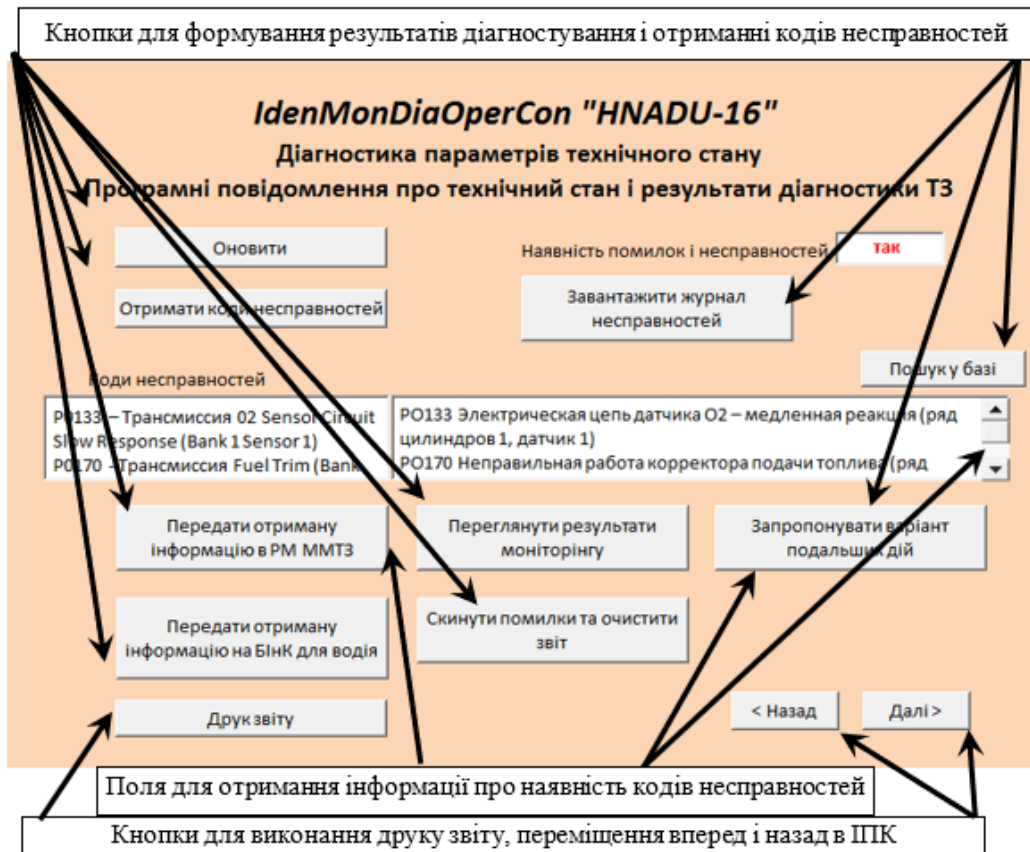 Кнопки для формування результатів діагностування і отриманні кодів несправностей
IdenMonDiaOperCon "HNADU-16"
Діагностика параметрів технічного стану
Програмні повідомлення про технічний стан і результати діагностики ТЗ
Оновити
Наявність помилок і несправностей
так
Отримати коди несправностей
Завантажити журнал
несправностей
Пошук у базі
Коди несправностей
P0133 – Трансмиссия 02 Sensor Circuit
Slow Response (Bank 1 Sensor 1)
P0170 - Трансмиссия Fuel Trim (Bank
PO133 Электрическая цепь датчика О2 – медленная реакция (ряд
цилиндров 1, датчик 1)
PO170 Неправильная работа корректора подачи топлива (ряд
Передати отриману
інформацію в РМ ММТЗ
Переглянути результати
моніторінгу
Запропонувати варіант
подальших дій
Передати отриману
інформацію на БІнК для водія
Скинути помилки та очистити
звіт
Друк звіту
< Назад
Далі >
Поля для отримання інформації про наявність кодів несправностей
Кнопки для виконання друку звіту, переміщення вперед і назад в ІПК